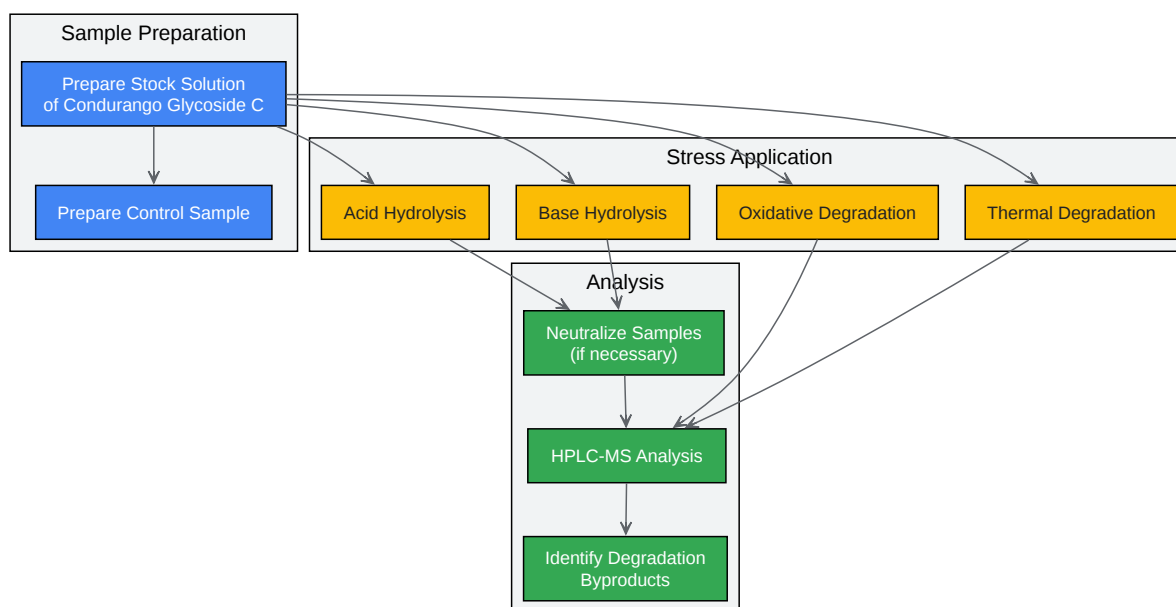 Sample Preparation
Prepare Stock Solution
of Condurango Glycoside C
Prepare Control Sample
Stress Application
Acid Hydrolysis
Base Hydrolysis
Oxidative Degradation
Thermal Degradation
Analysis
Neutralize Samples
(if necessary)
HPLC-MS Analysis
Identify Degradation
Byproducts